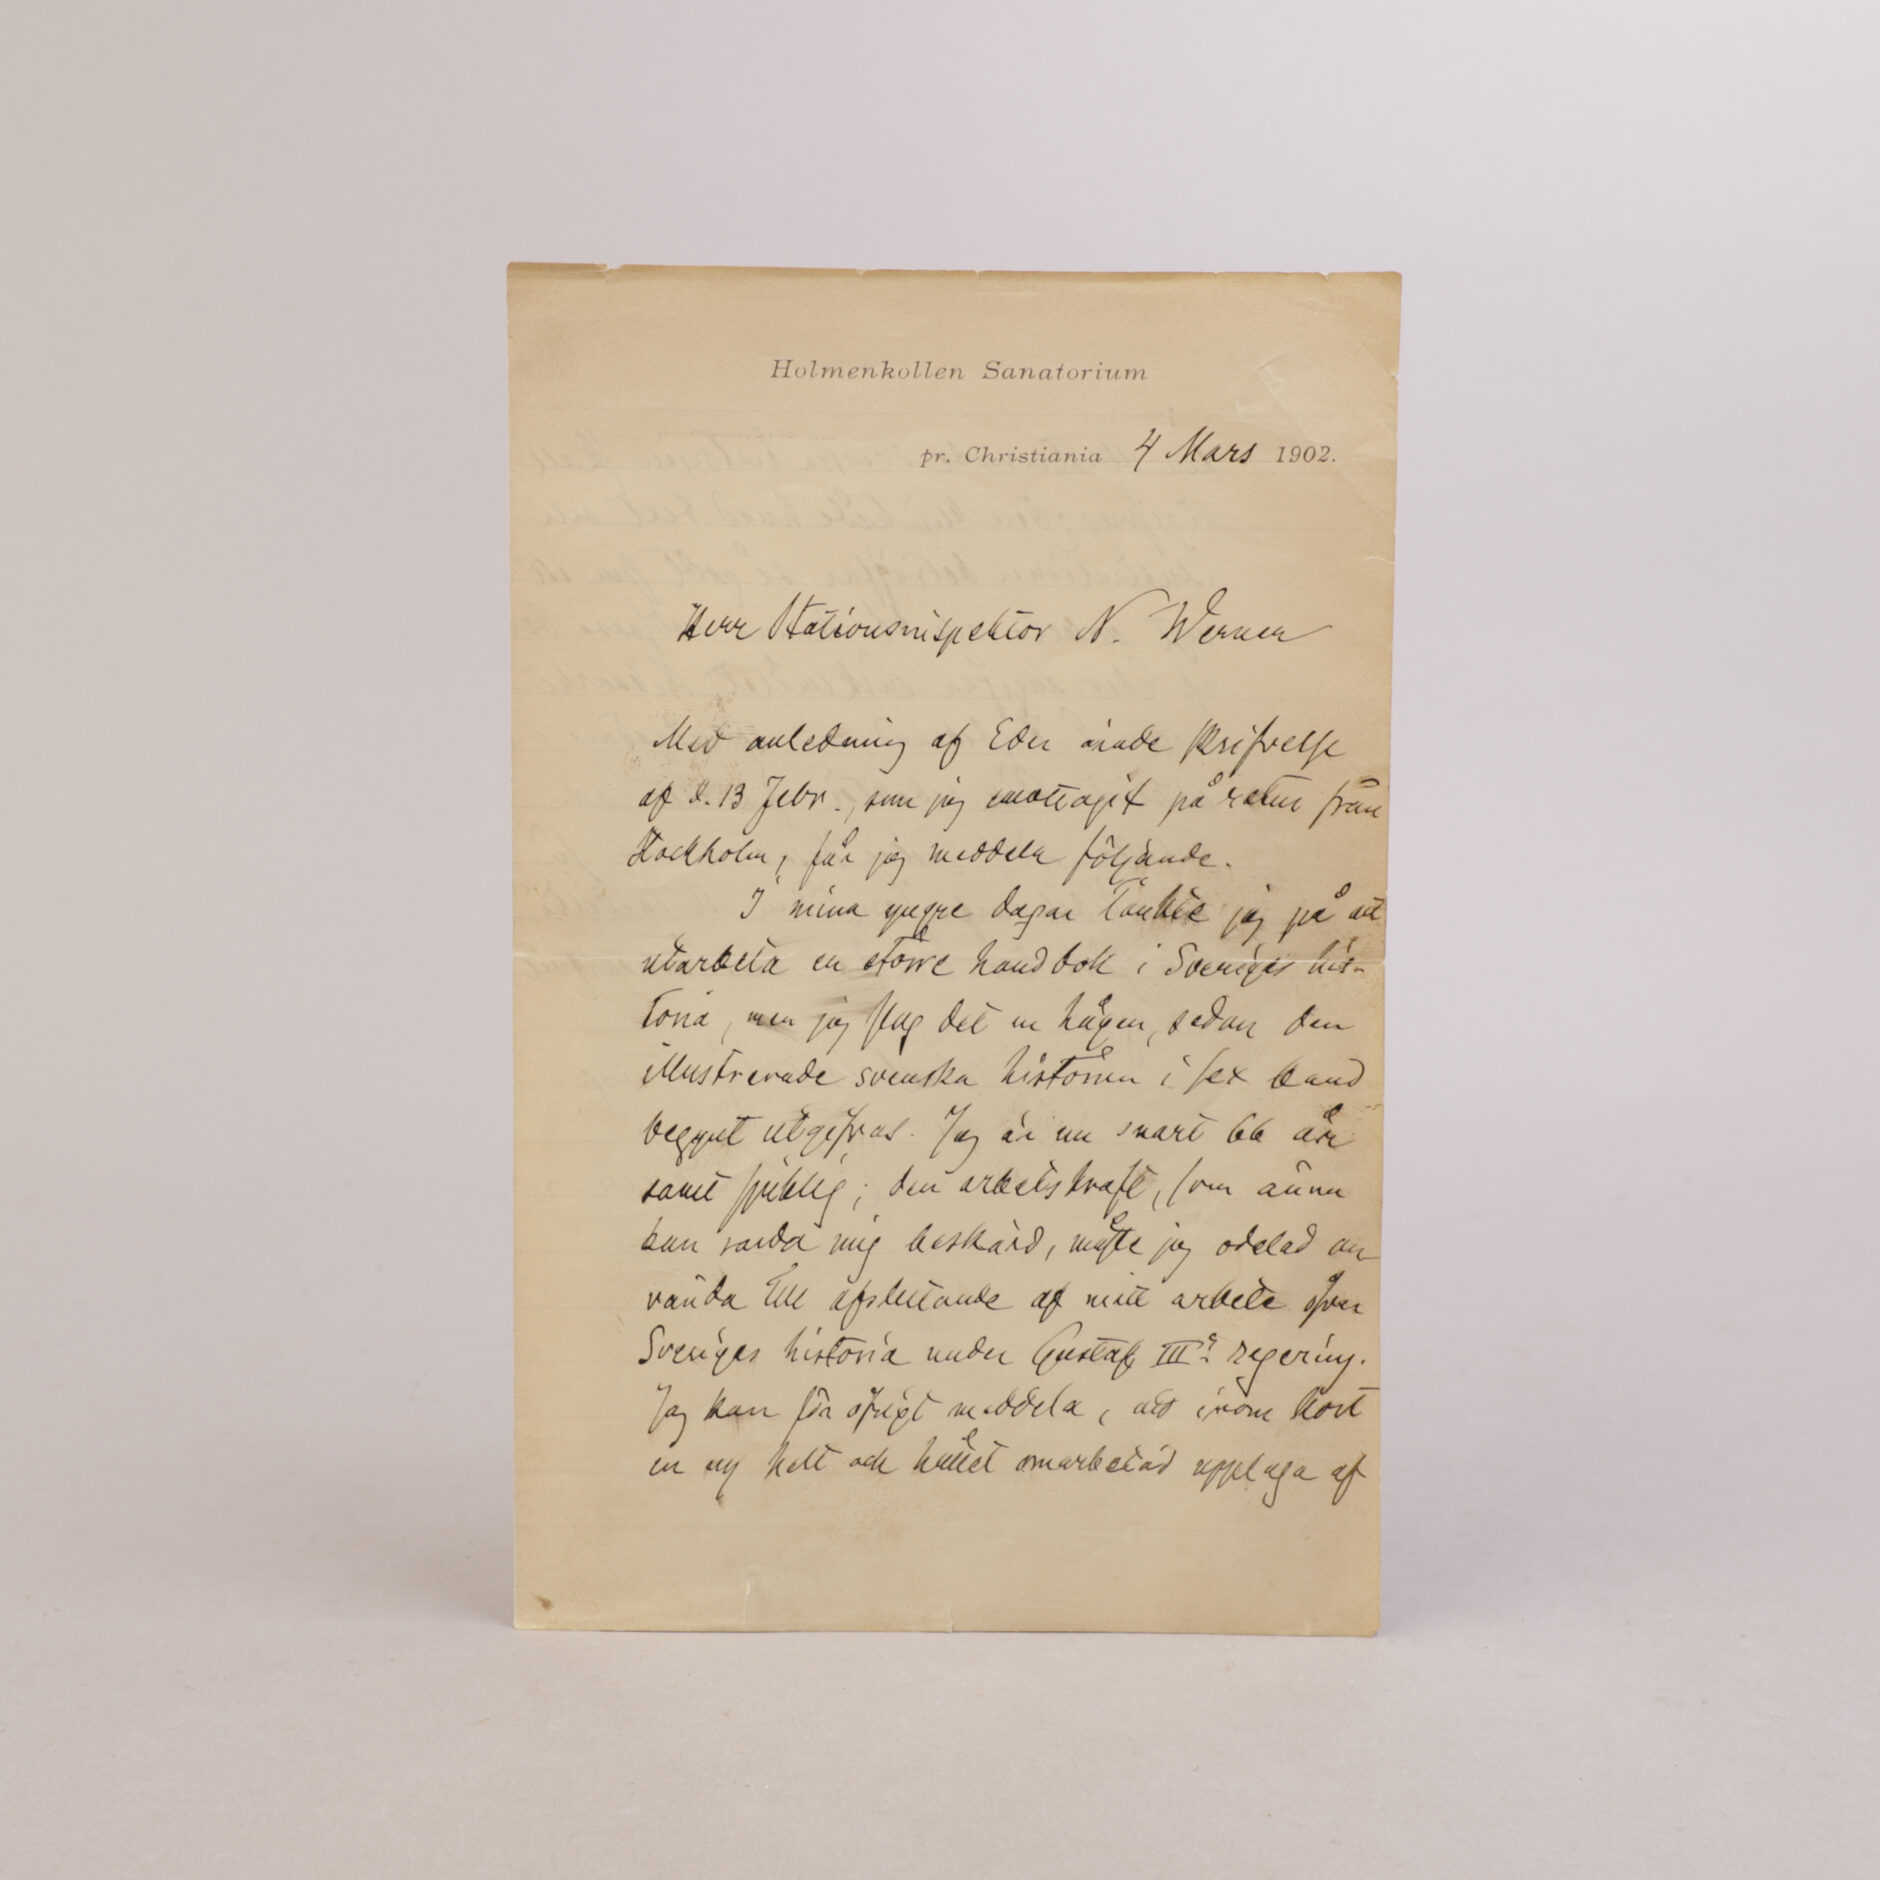 Holmenkollen Sanatorium
pr. Christiania 4 Mars 1902.
Herr Stationsinspektor N. Werner
Med anledning af Eder ärade skrifvelse
af d. 13 Febr., som jag emottagit på retur från
Stockholm, får jag meddela följande.
I mina yngre dagar tänkte jag på att
utarbeta en större handbok i Sveriges his-
toria, men jag slog det ur hågen, sedan den
illustrerade svenska historien i sex band
begynt utgifvas. Jag är nu snart 66 år
samt sjuklig; den arbetskraft, som ännu
kan varda mig beskärd, måste jag odelad an
vända till afslutande af mitt arbete öfver
Sveriges historia under Gustaf III:s regering.
Jag kan för öfrigt meddela, att inom kort
en ny helt och hållet omarbetad upplaga af